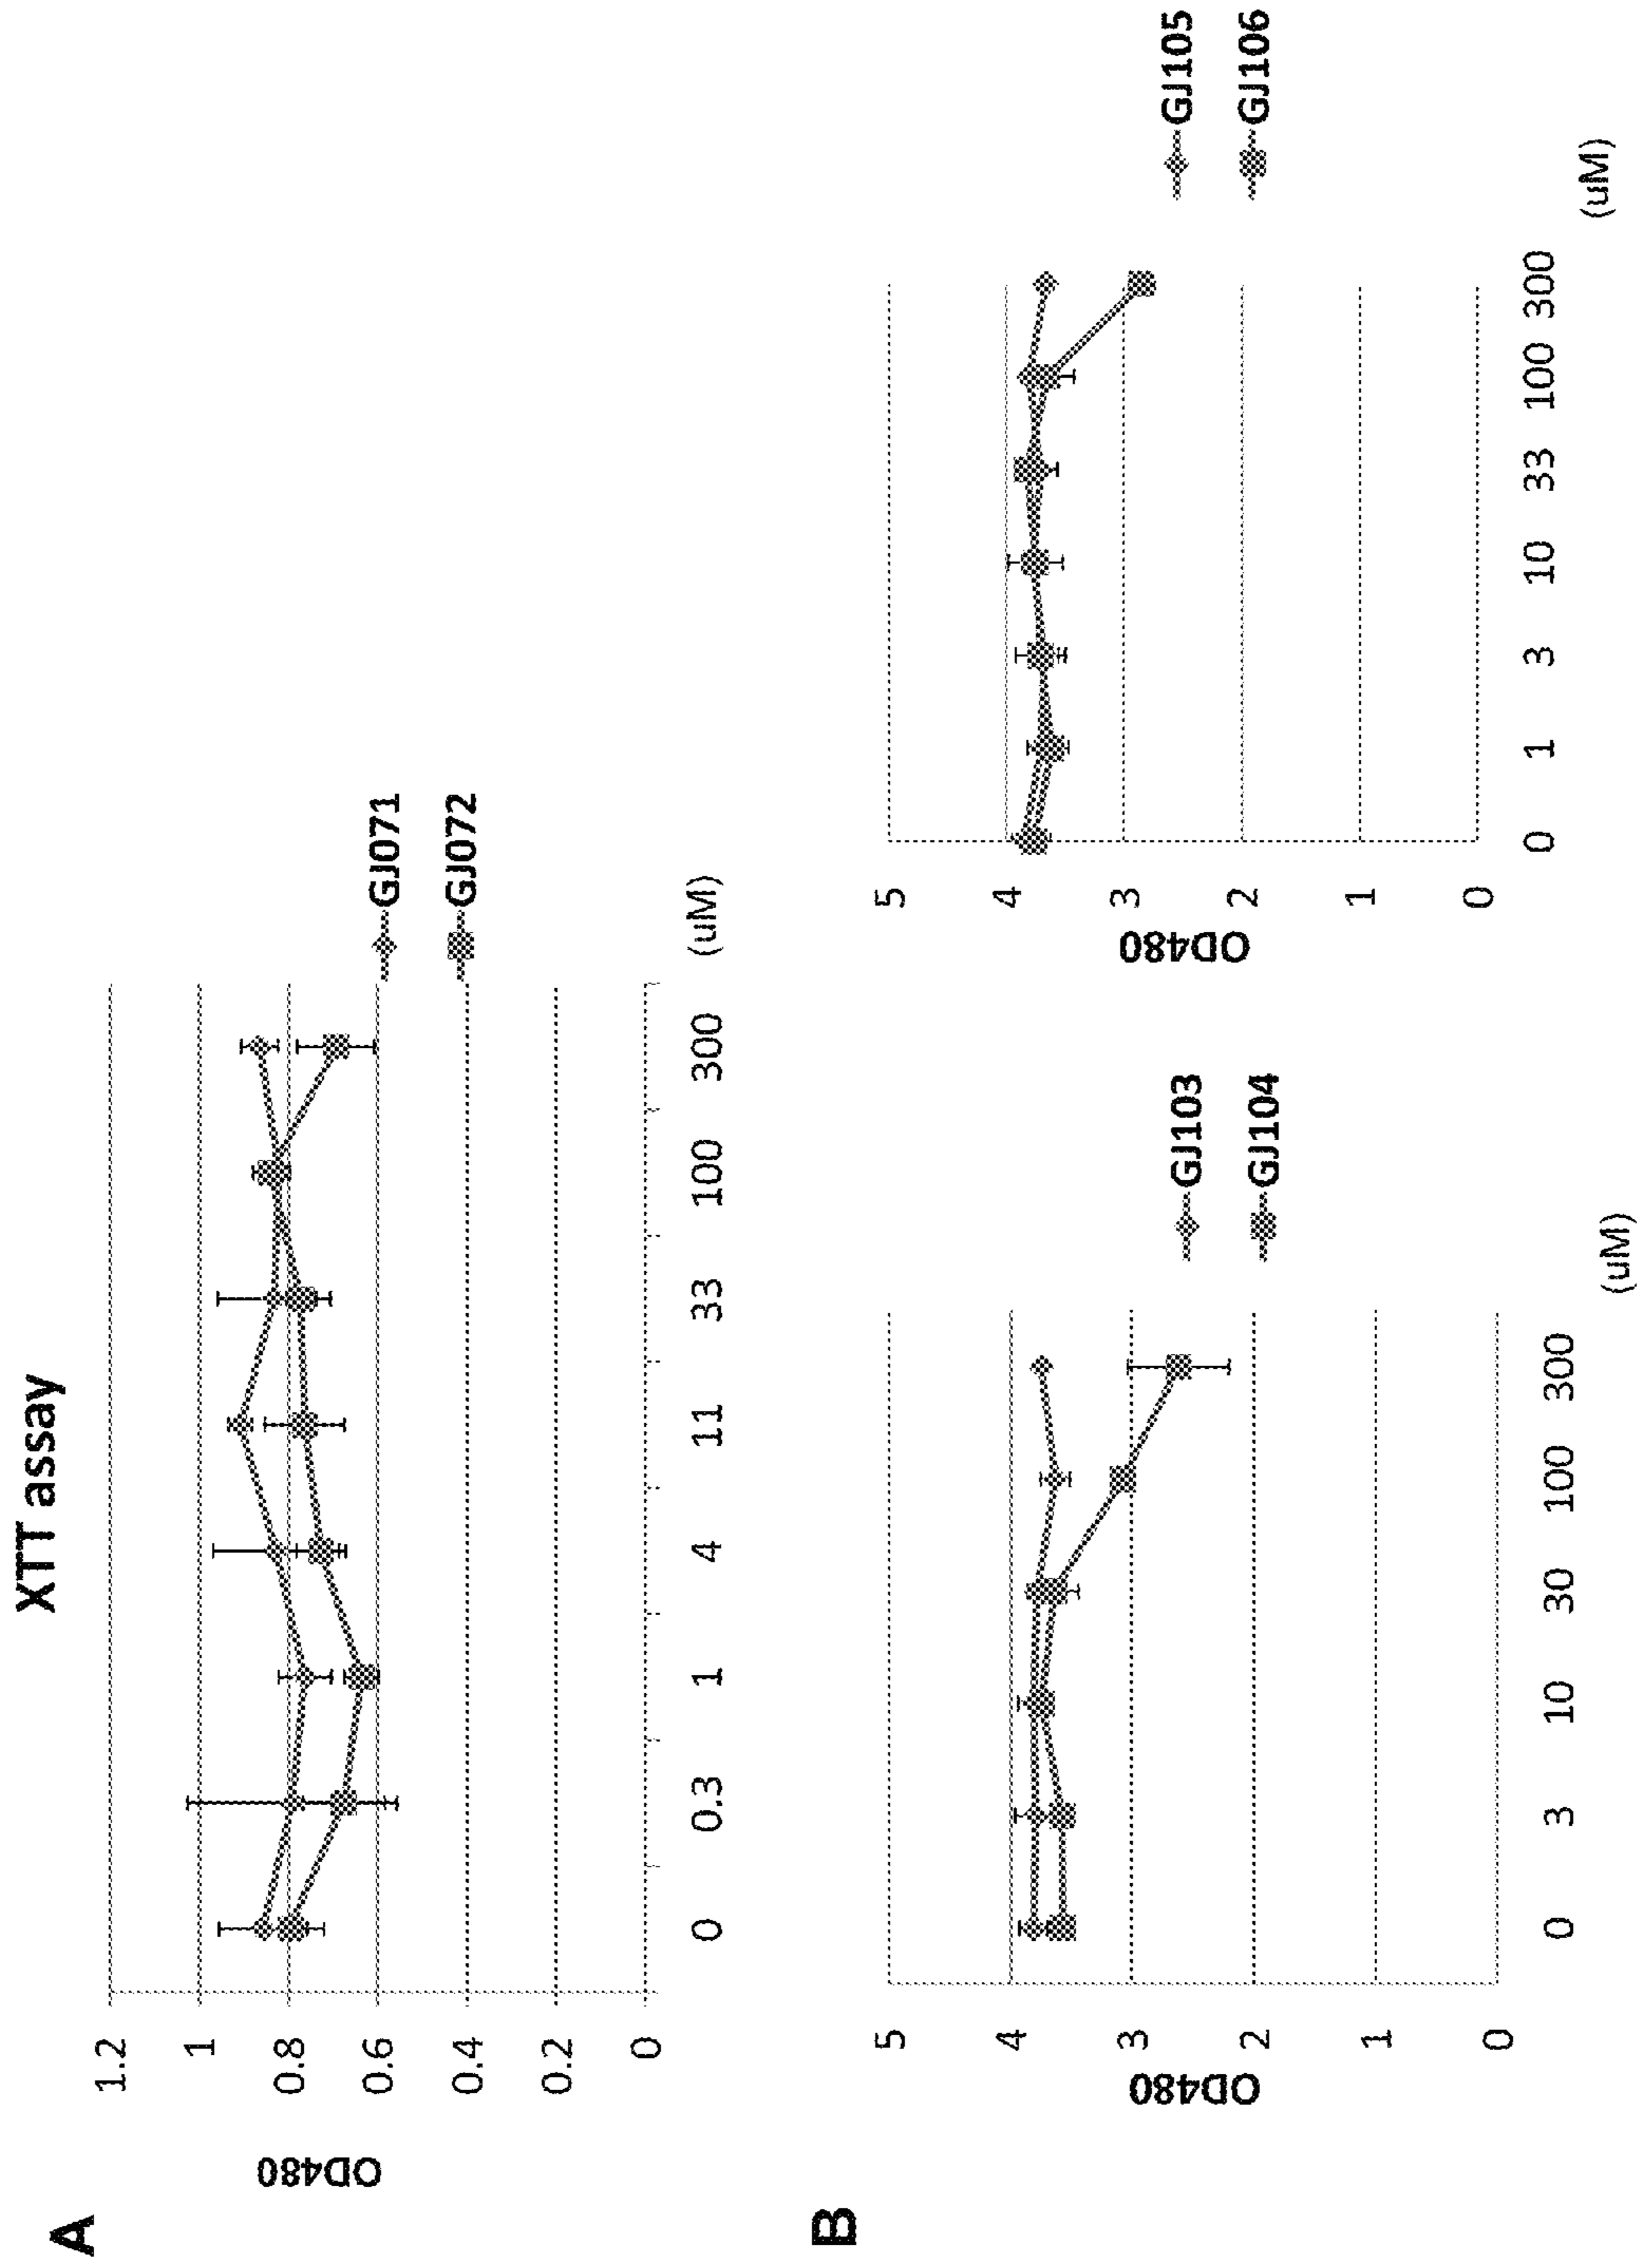 XTT assay
A
OD480
1.2
1
0.8
0.6
0.4
0.2
0
0 0.3 1 4 11 33 100 300
(uM)
GJ071
GJ072
B
OD480
5
4
3
2
1
0
0 3 10 30 100 300
(uM)
GJ103
GJ104
OD480
5
4
3
2
1
0
0 1 3 10 33 100 300
(uM)
GJ105
GJ106